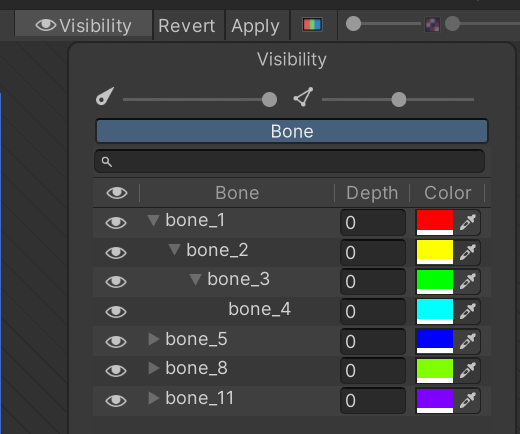 Visibility Revert Apply
Visibility
Bone
Bone Depth Color
bone_1 0
bone_2 0
bone_3 0
bone_4 0
bone_5 0
bone_8 0
bone_11 0